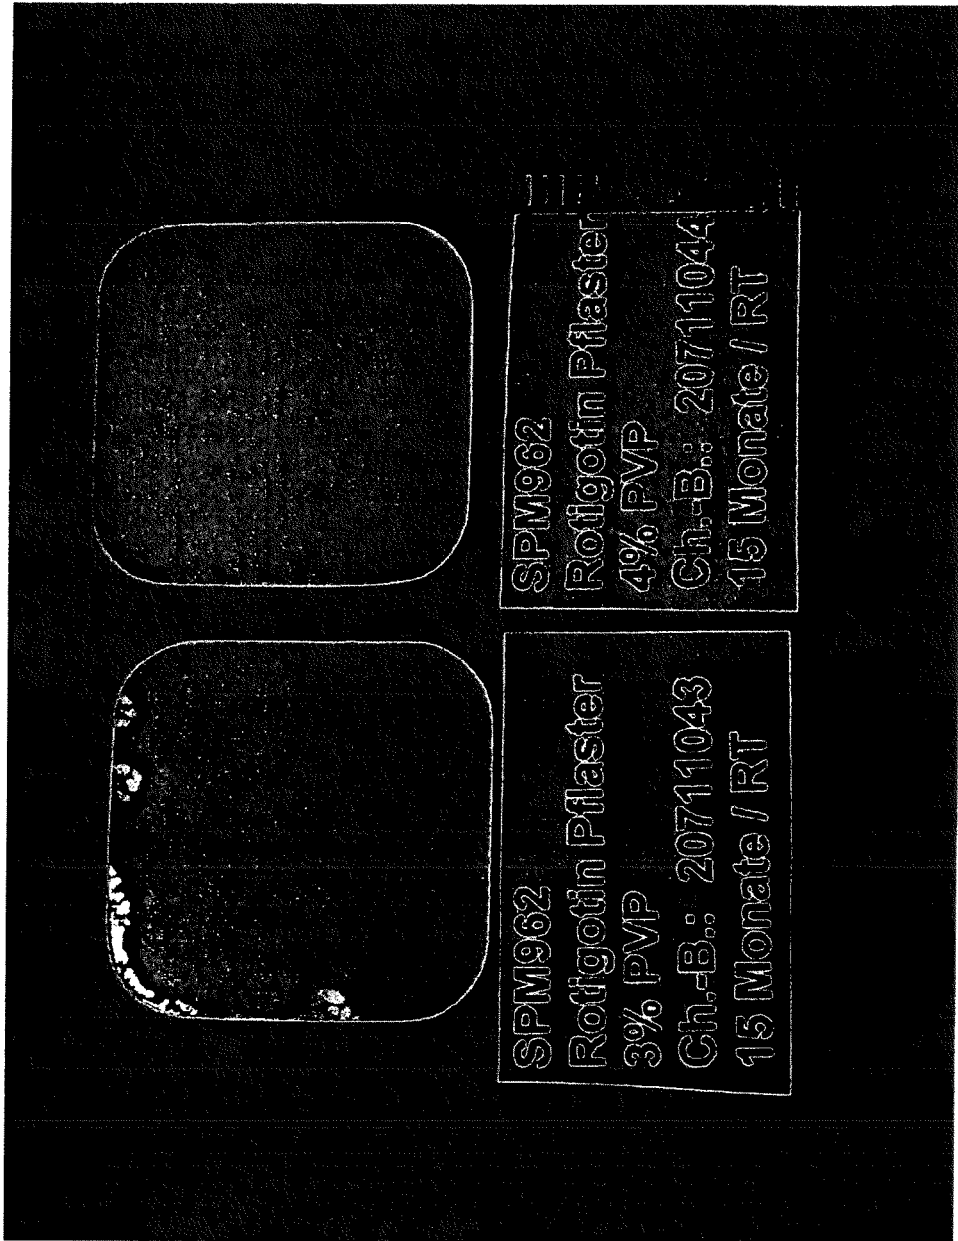 SPM962
Rotigotin Pflaster
3% PVP
Ch.-B.: 20711043
15 Monate / RT
SPM962
Rotigotin Pflaster
4% PVP
Ch.-B.: 20711044
15 Monate / RT